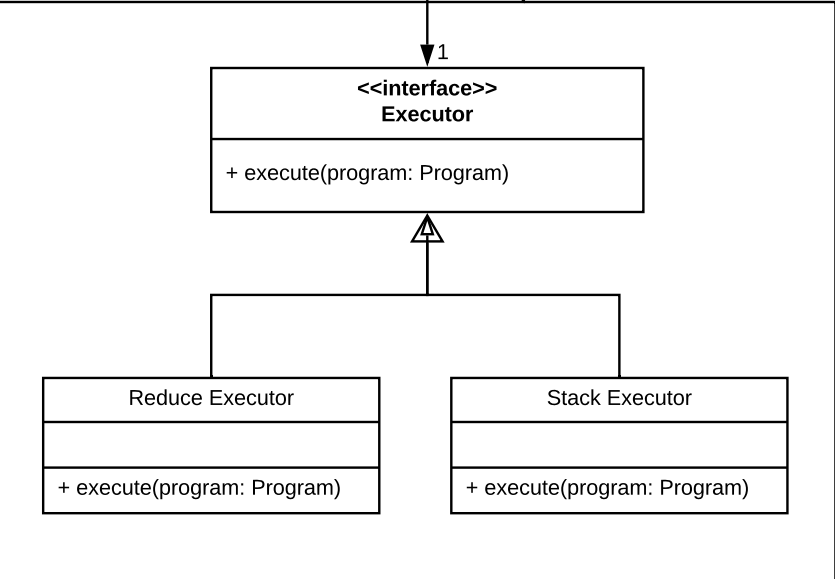 1
<<interface>>
Executor
+ execute(program: Program)
Reduce Executor
+ execute(program: Program)
Stack Executor
+ execute(program: Program)